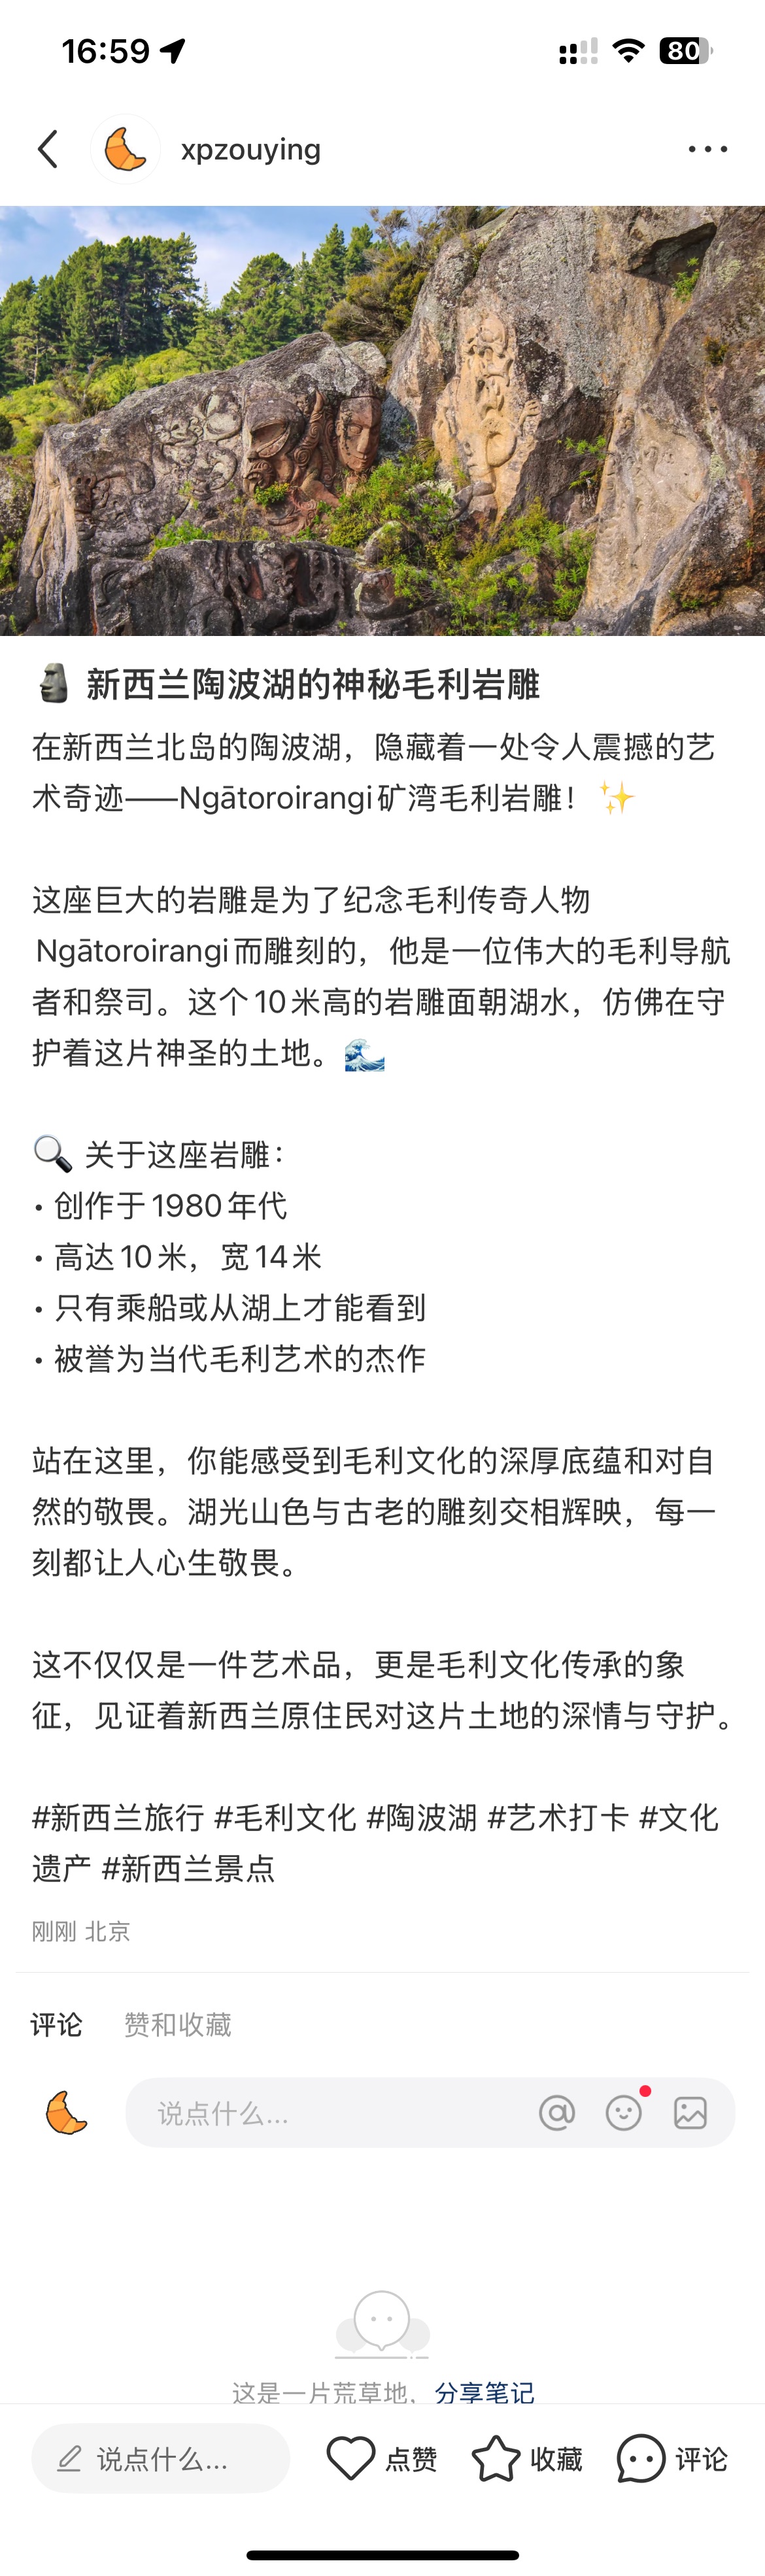 16:59
80
xpzouying
🗿 新西兰陶波湖的神秘毛利岩雕
在新西兰北岛的陶波湖，隐藏着一处令人震撼的艺
术奇迹——Ngātoroirangi矿湾毛利岩雕！✨
这座巨大的岩雕是为了纪念毛利传奇人物
Ngātoroirangi而雕刻的，他是一位伟大的毛利导航
者和祭司。这个10米高的岩雕面朝湖水，仿佛在守
护着这片神圣的土地。🌊
🔍 关于这座岩雕：
• 创作于1980年代
• 高达10米，宽14米
• 只有乘船或从湖上才能看到
• 被誉为当代毛利艺术的杰作
站在这里，你能感受到毛利文化的深厚底蕴和对自
然的敬畏。湖光山色与古老的雕刻交相辉映，每一
刻都让人心生敬畏。
这不仅仅是一件艺术品，更是毛利文化传承的象
征，见证着新西兰原住民对这片土地的深情与守护。
#新西兰旅行 #毛利文化 #陶波湖 #艺术打卡 #文化
遗产 #新西兰景点
刚刚 北京
评论 赞和收藏
说点什么...
这是一片荒草地，分享笔记
说点什么... 点赞 收藏 评论